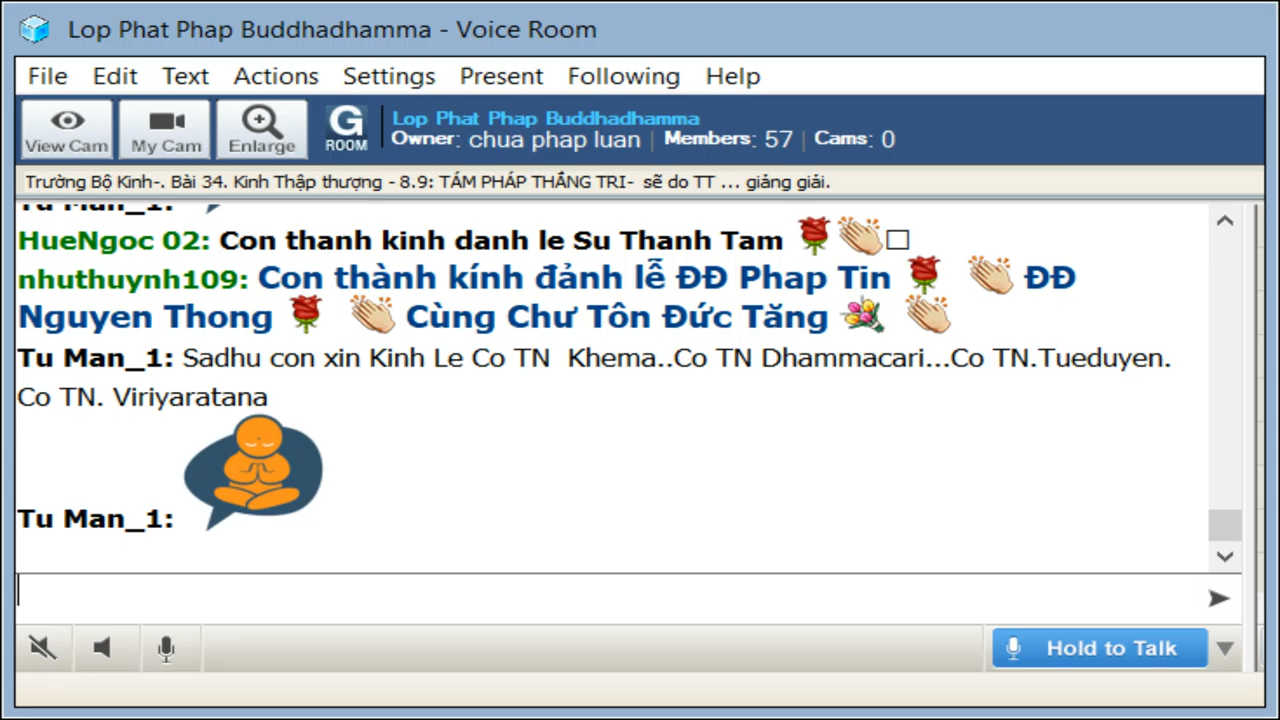 Lop Phat Phap Buddhadhamma - Voice Room
File Edit Text Actions Settings Present Following Help
View Cam My Cam Enlarge G ROOM
Lop Phat Phap Buddhadhamma
Owner: chua phap luan | Members: 57 | Cams: 0
Trường Bộ Kinh-. Bài 34. Kinh Thập thượng - 8.9: TÁM PHÁP THẮNG TRI- sẽ do TT ... giảng giải.
Tu Man_1:
HueNgoc 02: Con thanh kinh danh le Su Thanh Tam
nhuthuynh109: Con thành kính đảnh lễ ĐĐ Phap Tin ĐĐ
Nguyen Thong Cùng Chư Tôn Đức Tăng
Tu Man_1: Sadhu con xin Kinh Le Co TN Khema..Co TN Dhammacari...Co TN.Tueduyen.
Co TN. Viriyaratana
Tu Man_1:
Hold to Talk